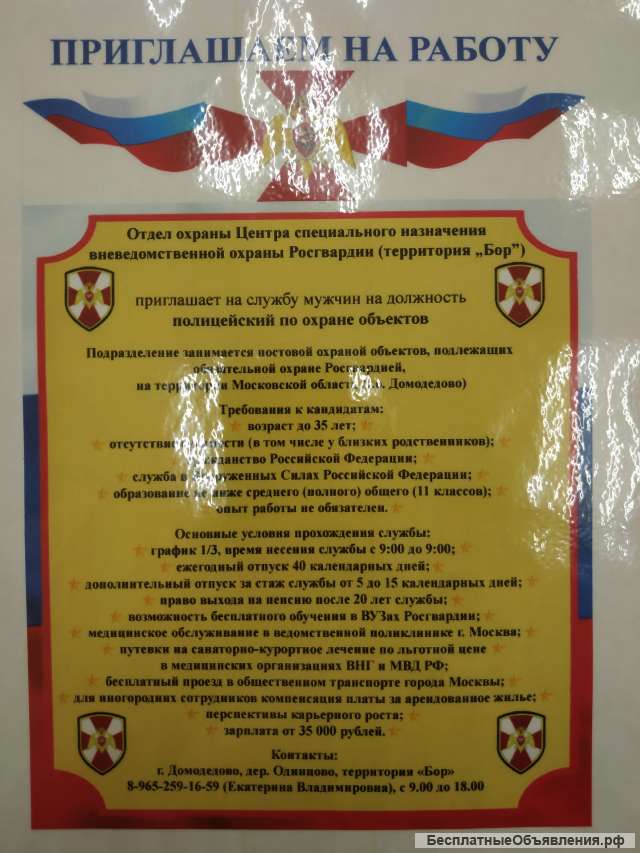 ПРИГЛАШАЕМ НА РАБОТУ
Отдел охраны Центра специального назначения
вневедомственной охраны Росгвардии (территория „Бор”)
приглашает на службу мужчин на должность
полицейский по охране объектов
Подразделение занимается постовой охраной объектов, подлежащих
обязательной охране Росгвардией,
на территории Московской области Домодедово)
Требования к кандидатам:
возраст до 35 лет;
отсутствие (в том числе у близких родственников);
гражданство Российской Федерации;
служба в Вооруженных Силах Российской Федерации;
образование не ниже среднего (полного) общего (11 классов);
опыт работы не обязателен.
Основные условия прохождения службы:
график 1/3, время несения службы с 9:00 до 9:00;
ежегодный отпуск 40 календарных дней;
дополнительный отпуск за стаж службы от 5 до 15 календарных дней;
право выхода на пенсию после 20 лет службы;
возможность бесплатного обучения в ВУЗах Росгвардии;
медицинское обслуживание в ведомственной поликлинике г. Москва;
путевки на санаторно-курортное лечение по льготной цене
в медицинских организациях ВНГ и МВД РФ;
бесплатный проезд в общественном транспорте города Москвы;
для иногородних сотрудников компенсация платы за арендованное жилье;
перспективы карьерного роста;
зарплата от 35 000 рублей.
Контакты:
г. Домодедово, дер. Одинцово, территория «Бор»
8-965-259-16-59 (Екатерина Владимировна), с 9.00 до 18.00
БесплатныеОбъявления.рф